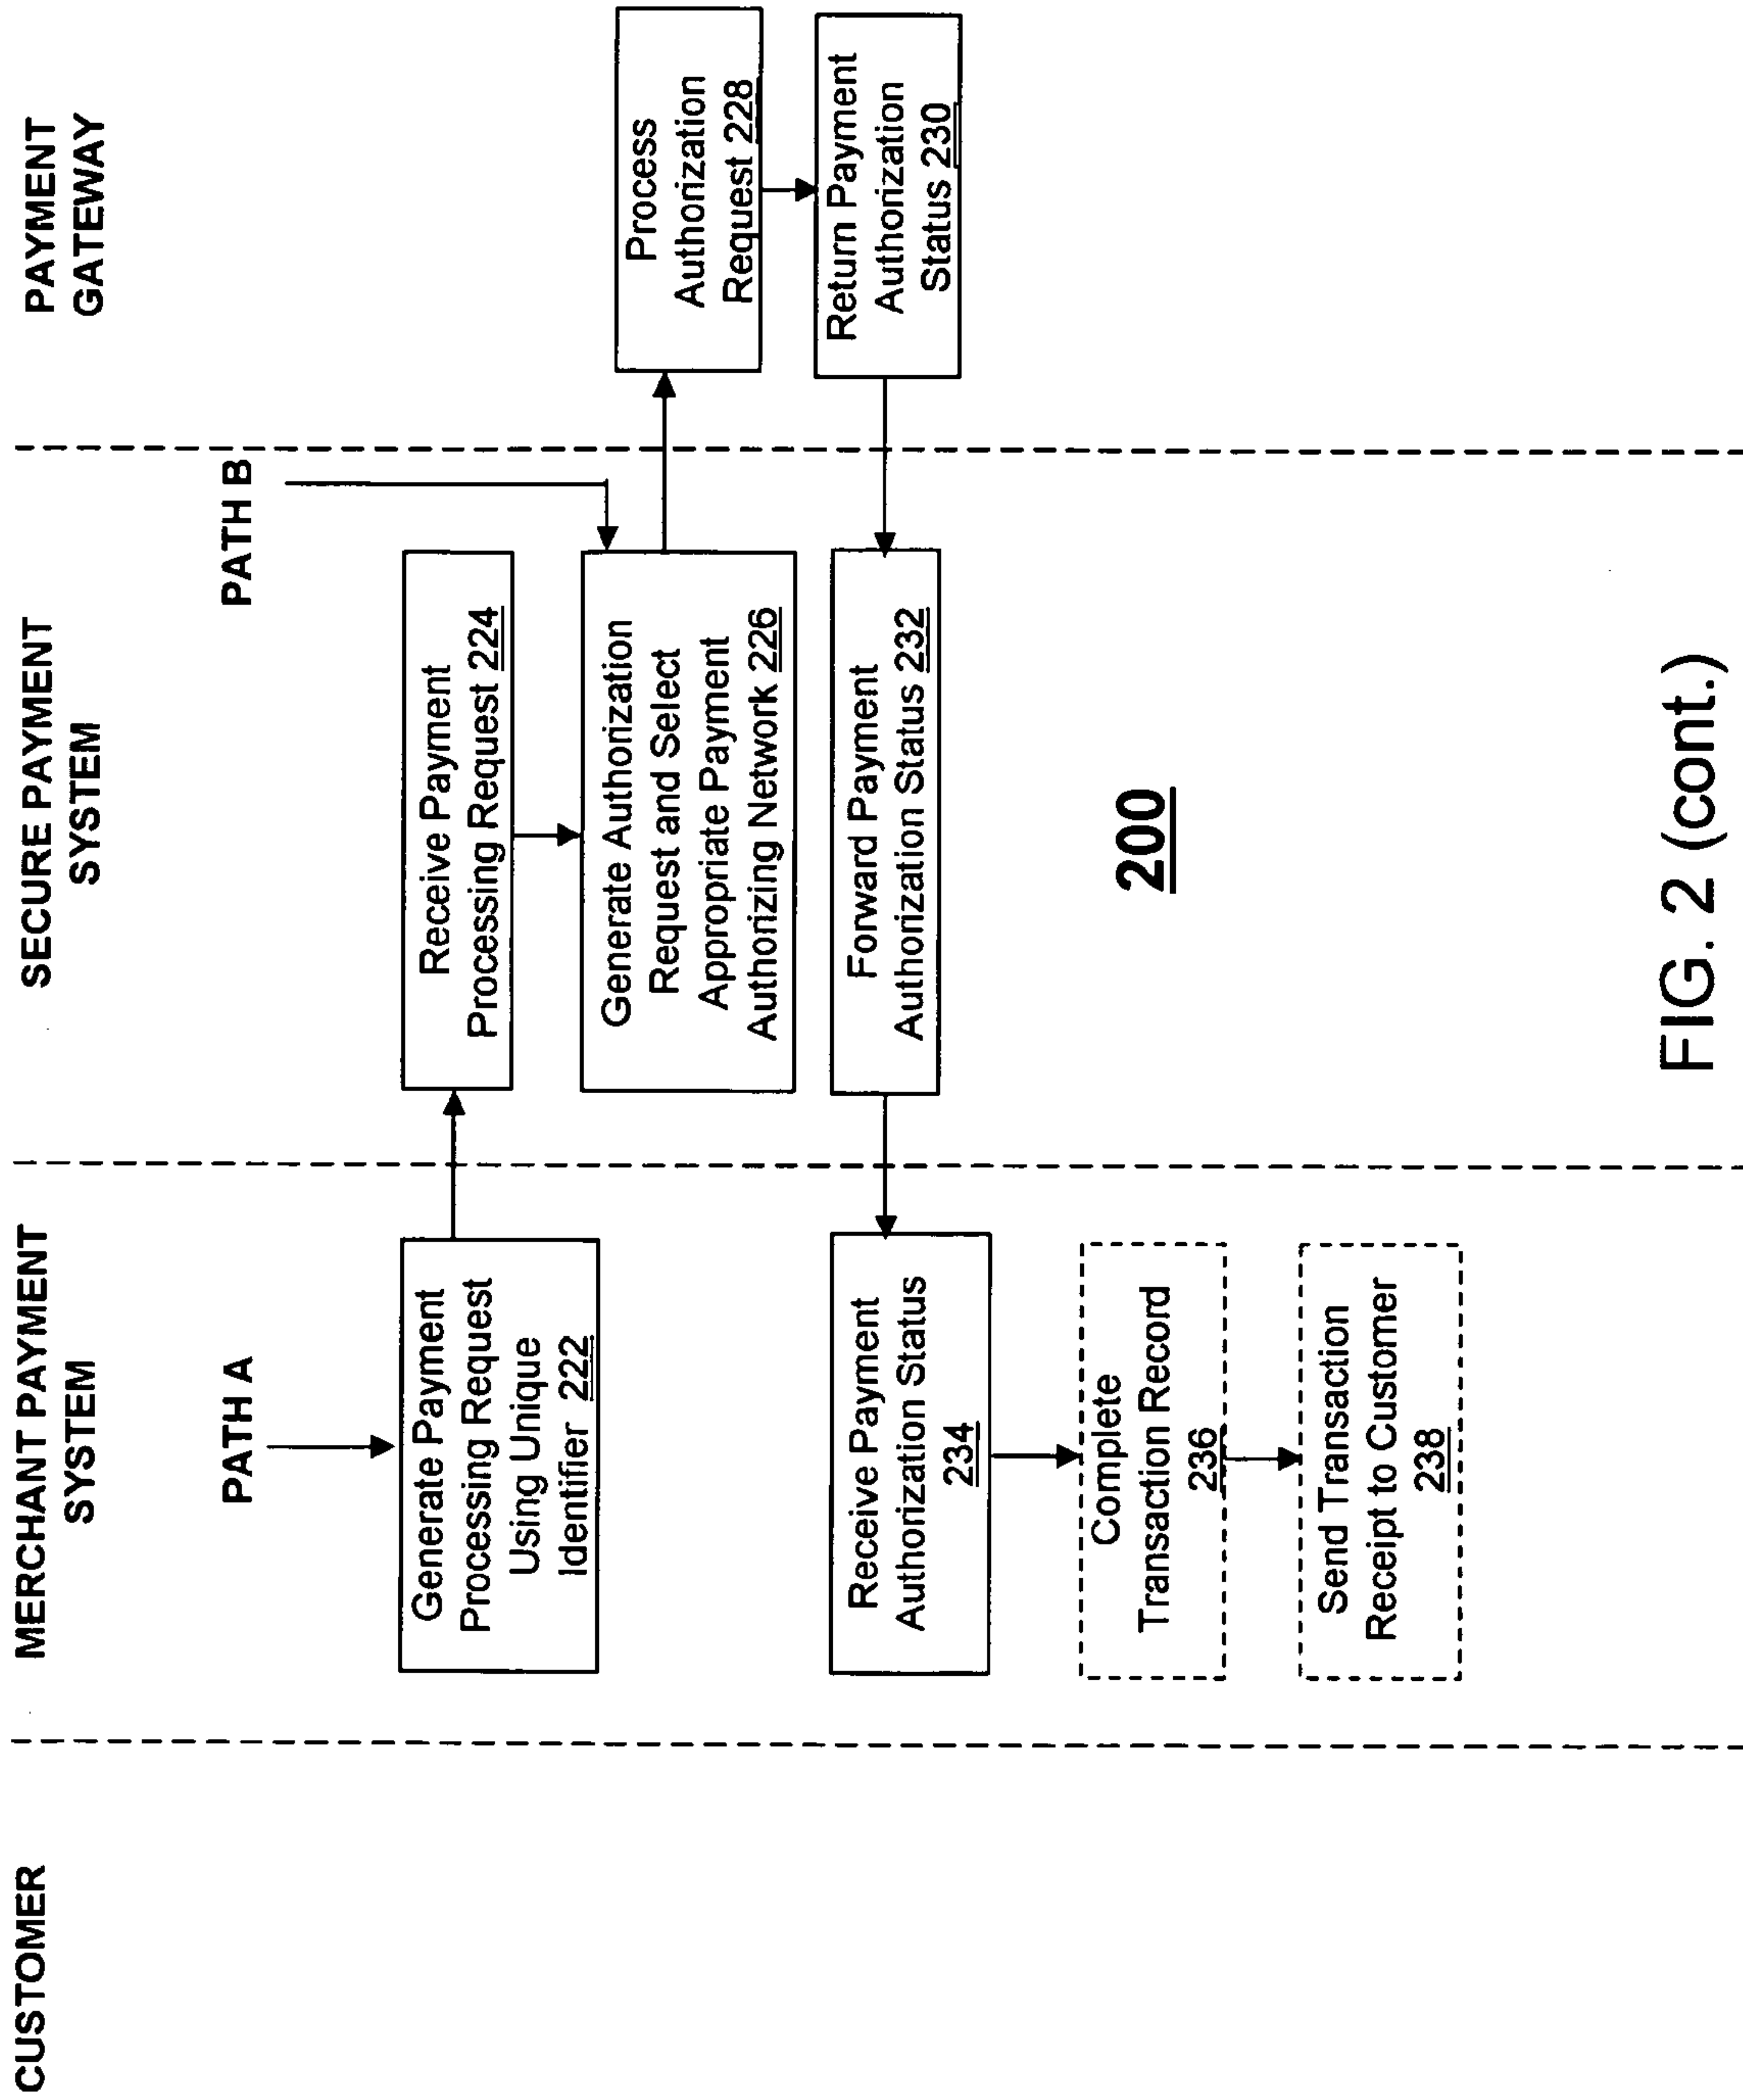 CUSTOMER
MERCHANT PAYMENT
SYSTEM
SECURE PAYMENT
SYSTEM
PAYMENT
GATEWAY
PATH A
PATH B
Generate Payment
Processing Request
Using Unique
Identifier 222
Receive Payment
Processing Request 224
Generate Authorization
Request and Select
Appropriate Payment
Authorizing Network 226
Process
Authorization
Request 228
Return Payment
Authorization
Status 230
Forward Payment
Authorization Status 232
Receive Payment
Authorization Status
234
Complete
Transaction Record
236
Send Transaction
Receipt to Customer
238
200
FIG. 2 (cont.)